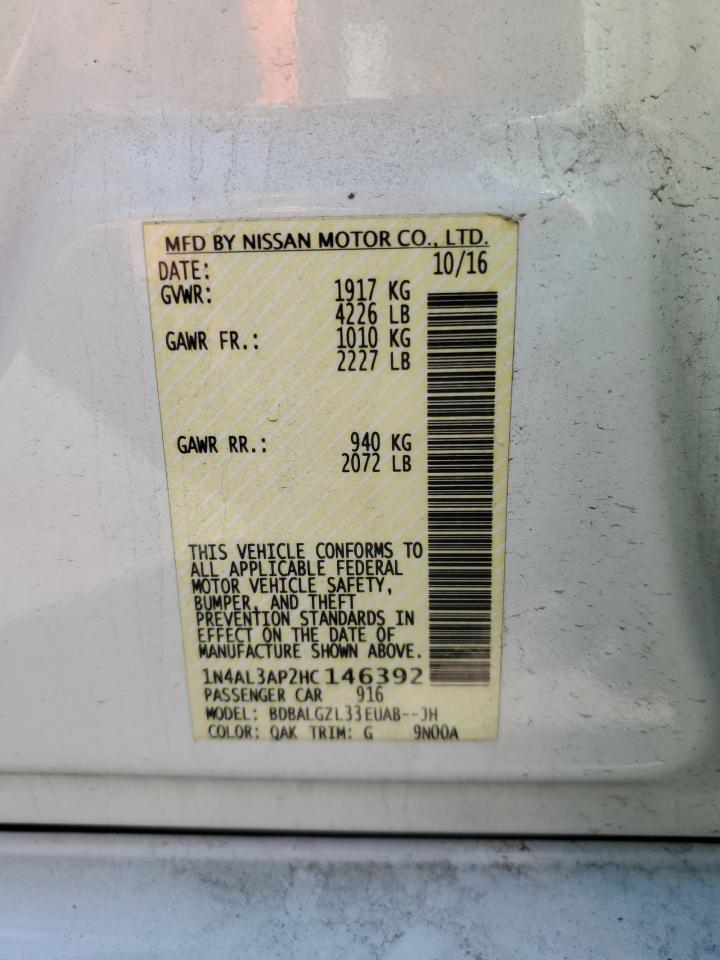 MFD BY NISSAN MOTOR CO., LTD.
DATE: 10/16
GVWR: 1917 KG
4226 LB
GAWR FR.: 1010 KG
2227 LB
GAWR RR.: 940 KG
2072 LB
THIS VEHICLE CONFORMS TO
ALL APPLICABLE FEDERAL
MOTOR VEHICLE SAFETY,
BUMPER, AND THEFT
PREVENTION STANDARDS IN
EFFECT ON THE DATE OF
MANUFACTURE SHOWN ABOVE.
1N4AL3AP2HC146392
PASSENGER CAR 916
MODEL: BDBALGZL33EUAB--JH
COLOR: QAK TRIM: G 9N00A